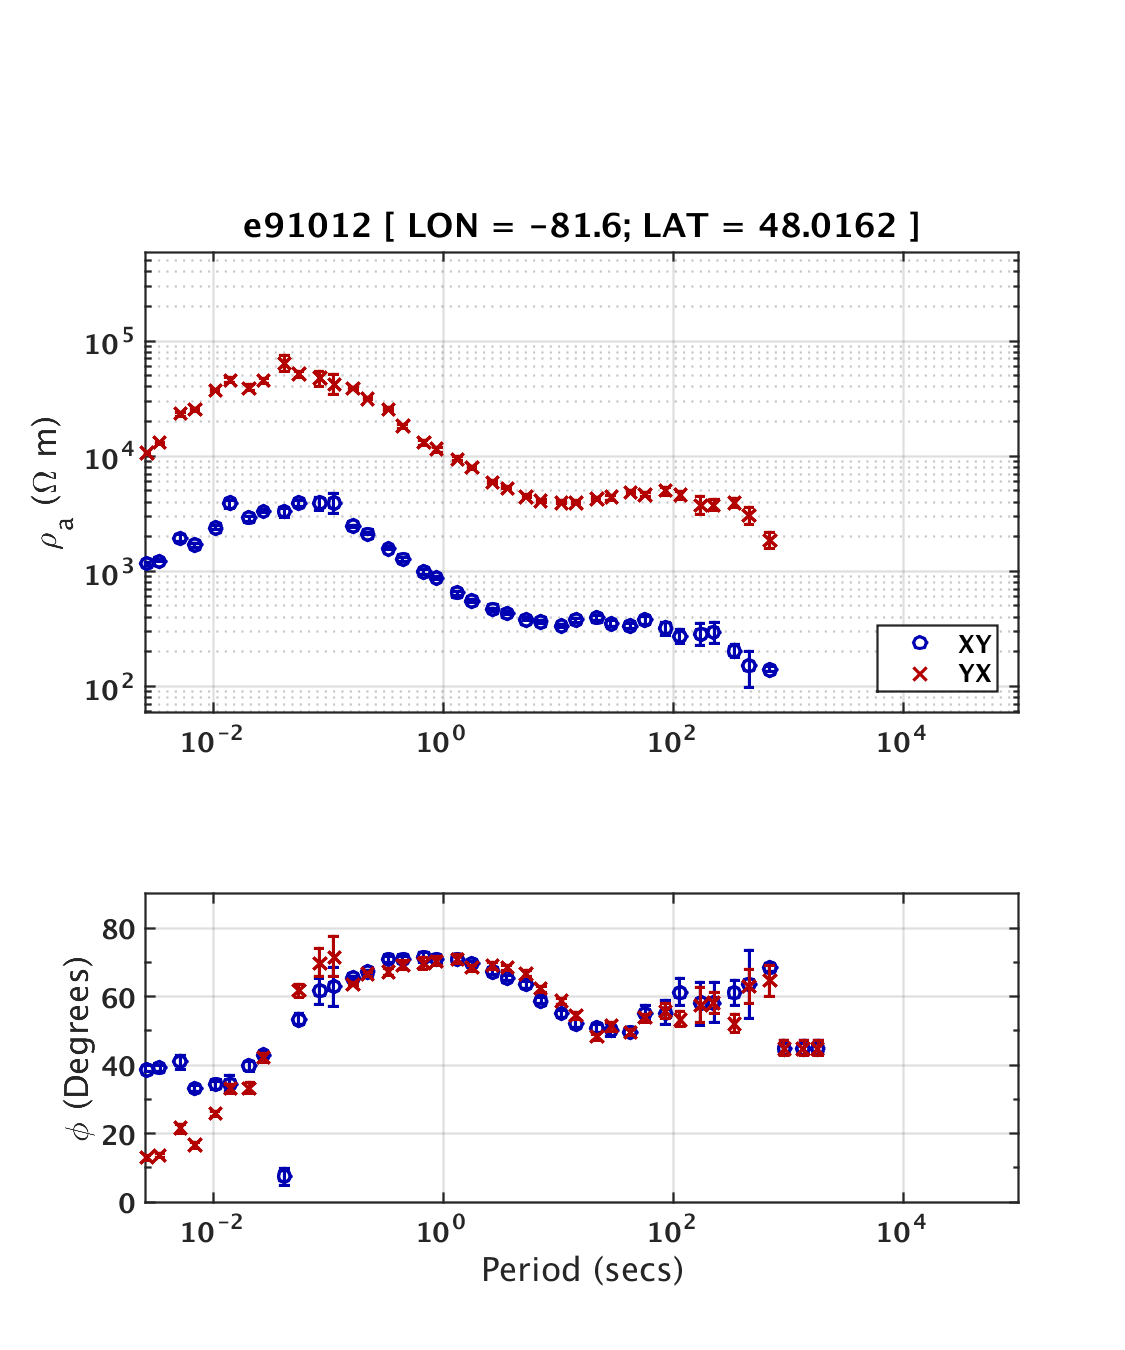 e91012 [ LON = -81.6; LAT = 48.0162 ]
10^5
10^4
10^3
10^2
ρ_a (Ω m)
XY
YX
10^-2 10^0 10^2 10^4
80
60
40
20
0
ϕ (Degrees)
10^-2 10^0 10^2 10^4
Period (secs)